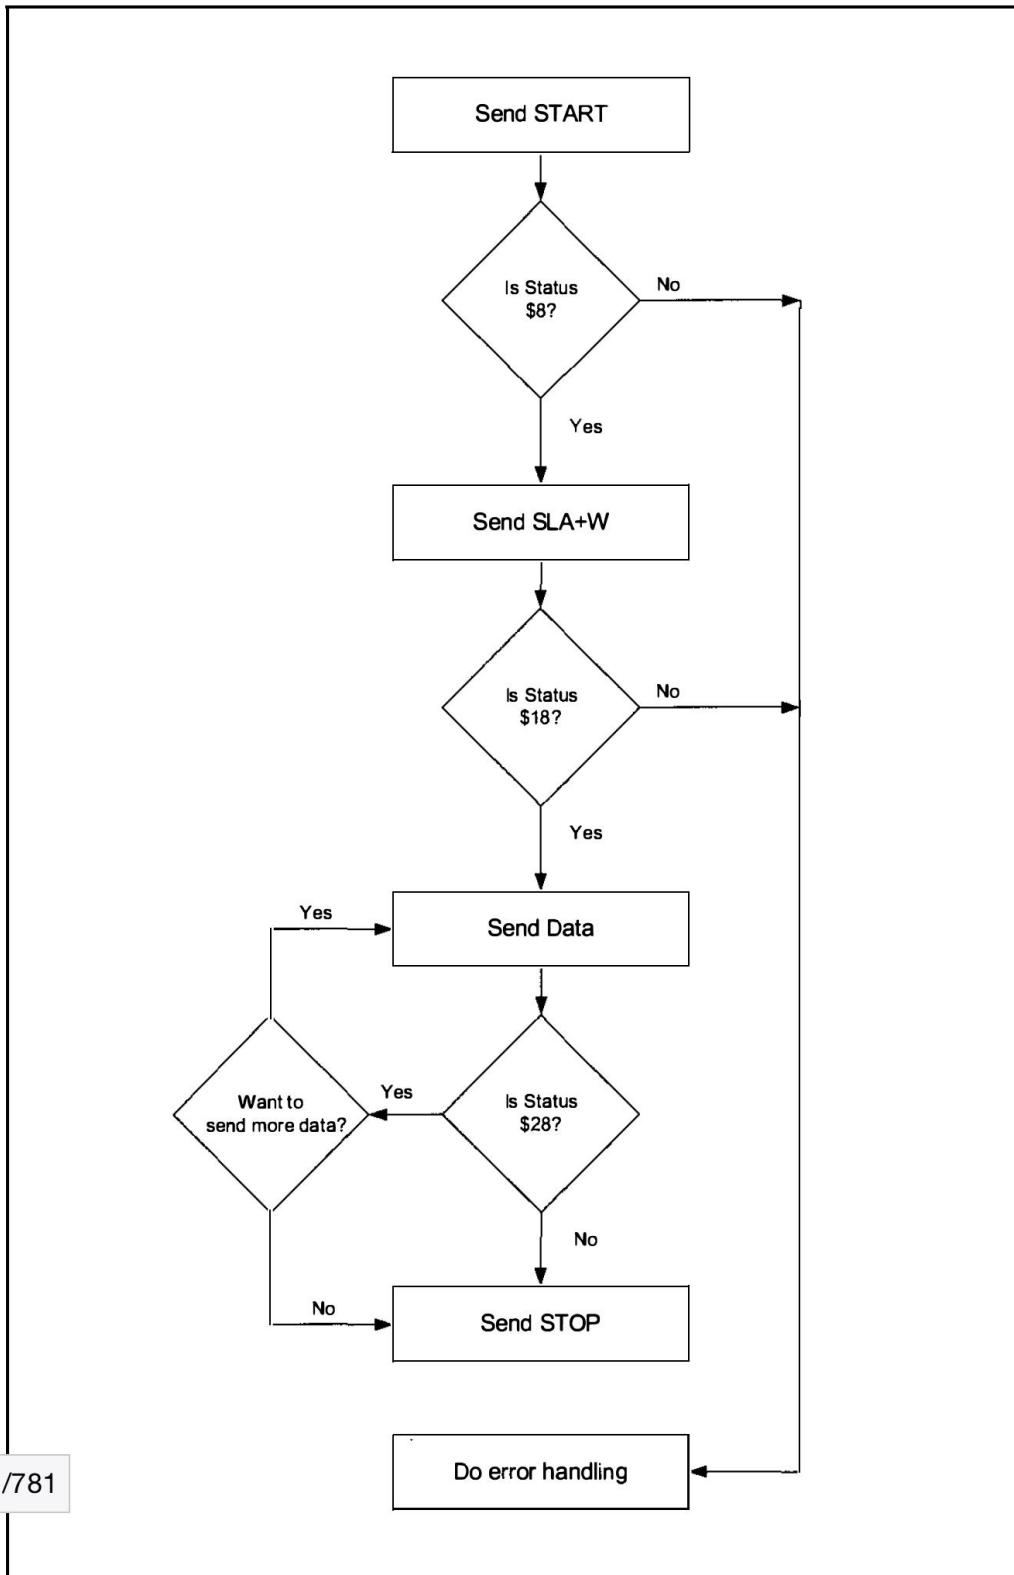 Send START
Is Status
$8?
No
Yes
Send SLA+W
Is Status
$18?
No
Yes
Send Data
Yes
Want to
send more data?
Yes
Is Status
$28?
No
No
Send STOP
Do error handling
/781